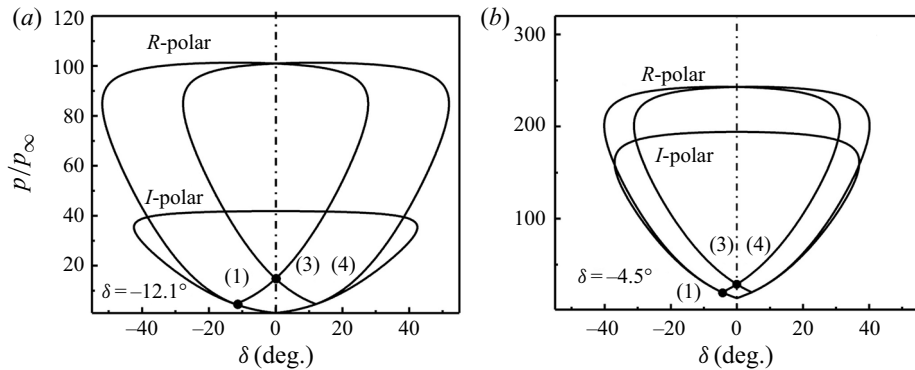 (a)
120
100
80
60
40
20
p/p∞
R-polar
I-polar
(1)
(3)
(4)
δ = –12.1°
–40
–20
0
20
40
δ (deg.)
(b)
300
200
100
R-polar
I-polar
(3)
(4)
(1)
δ = –4.5°
–40
–20
0
20
40
δ (deg.)